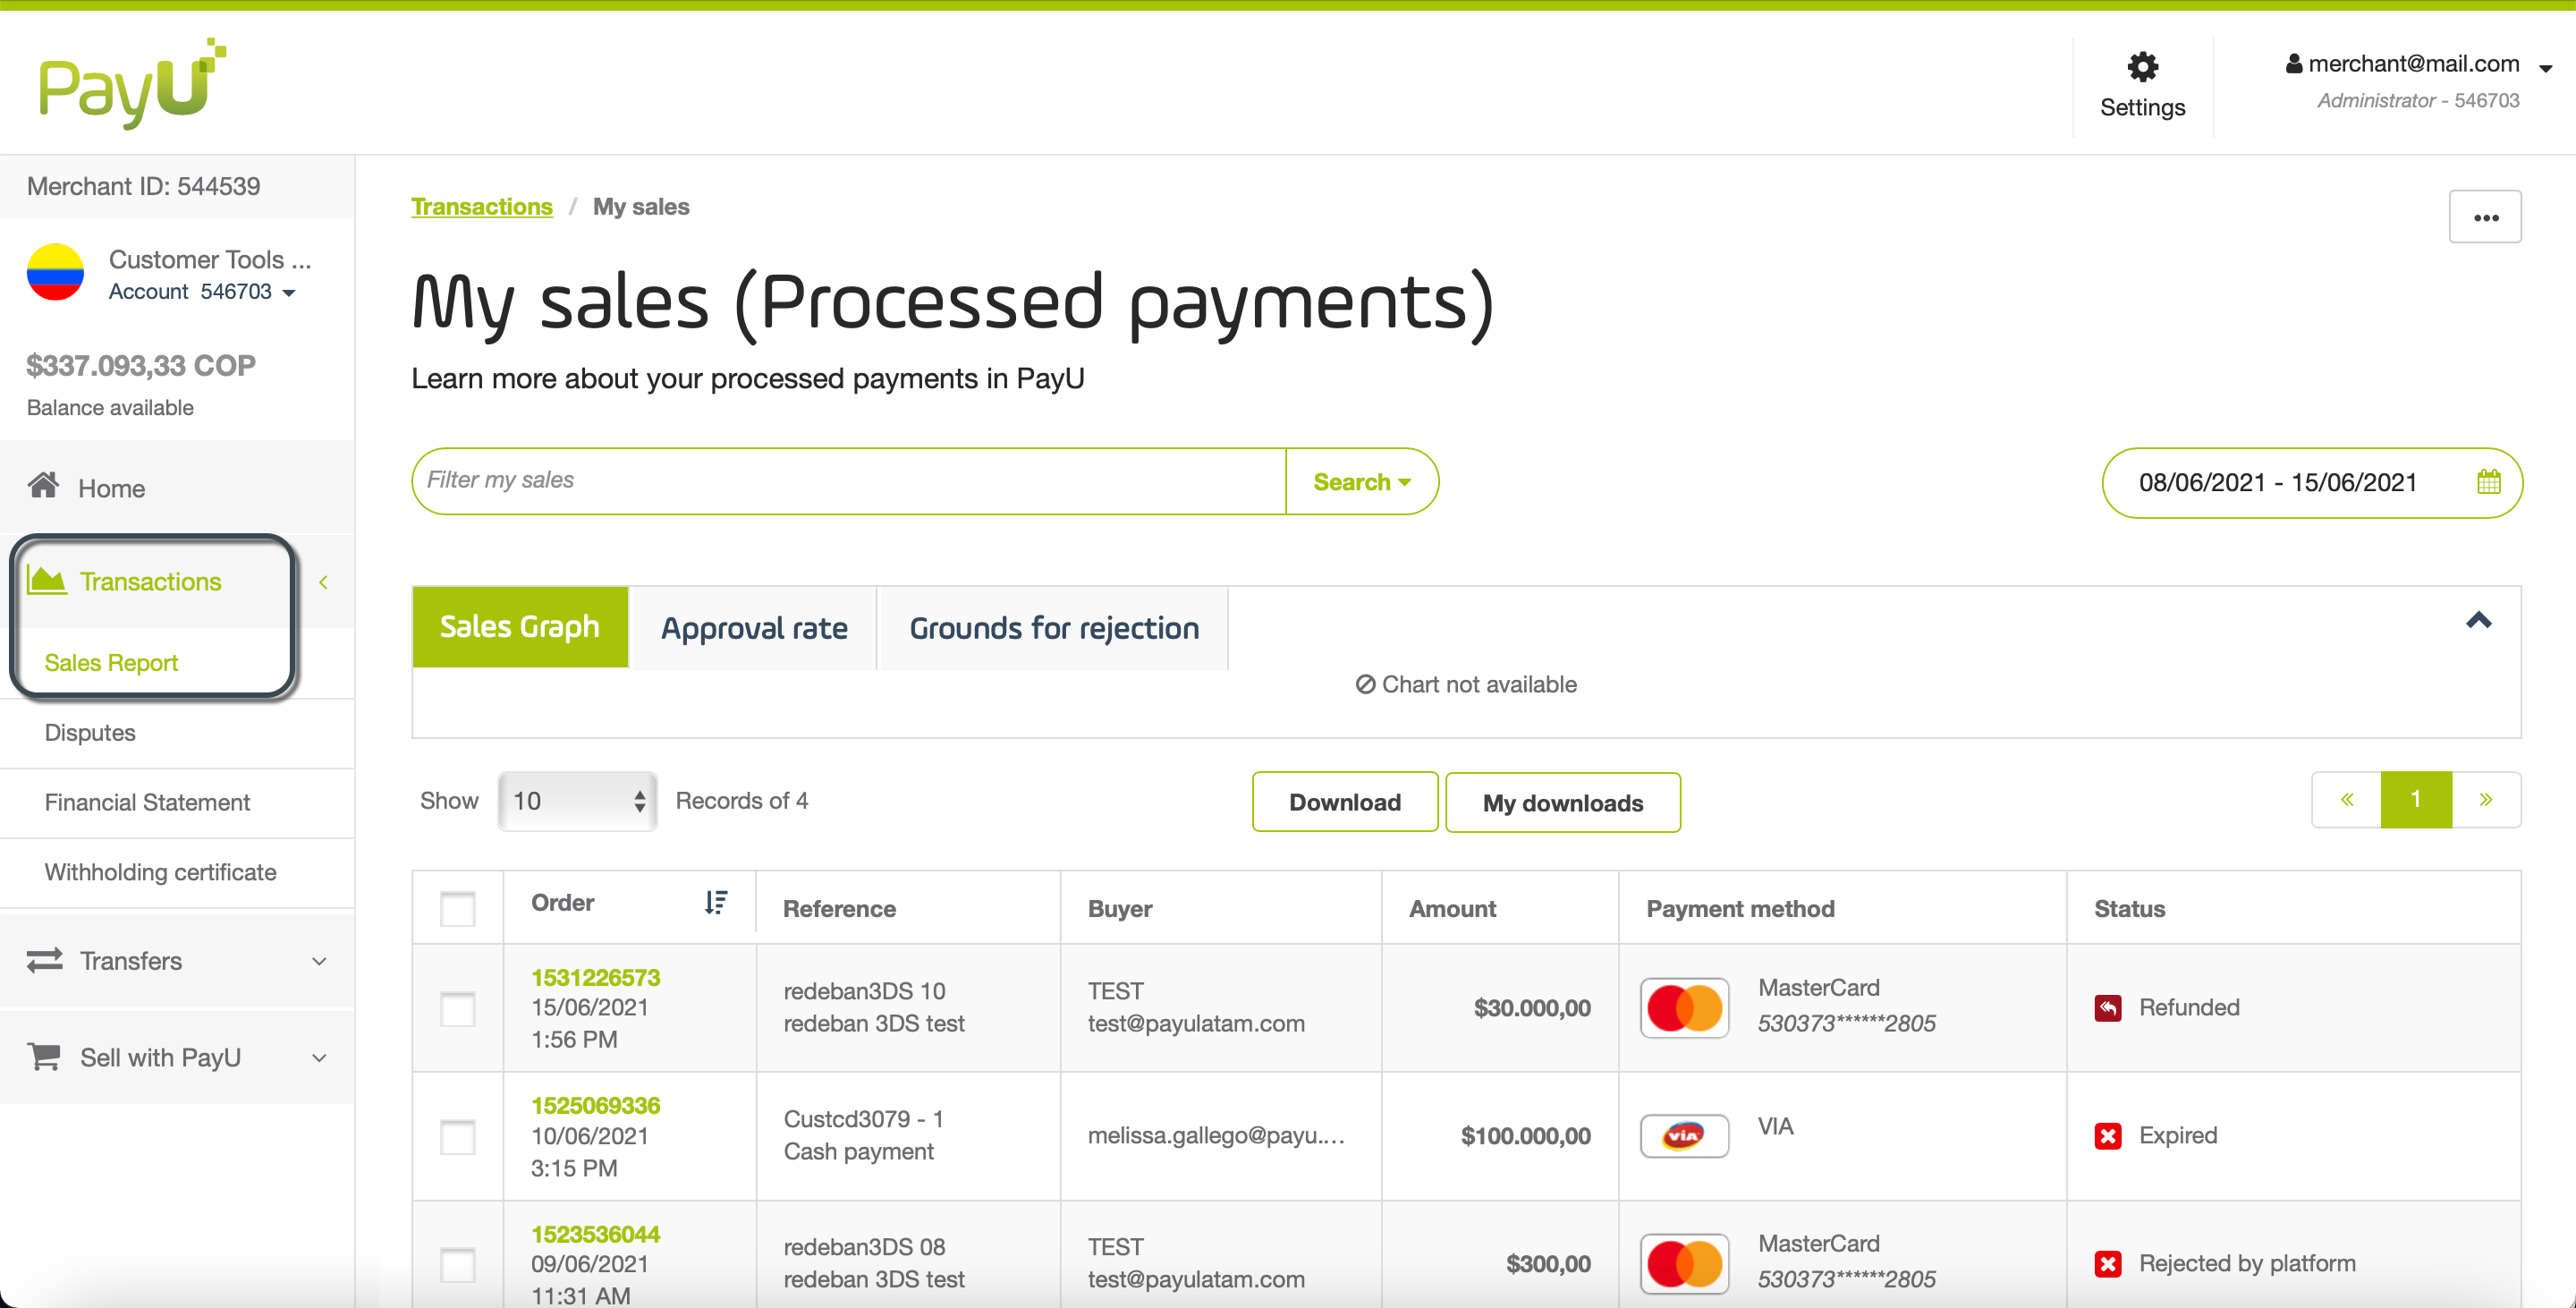 PayU
Settings
merchant@mail.com
Administrator - 546703
Merchant ID: 544539
Customer Tools ...
Account 546703
$337.093,33 COP
Balance available
Home
Transactions
Sales Report
Disputes
Financial Statement
Withholding certificate
Transfers
Sell with PayU
Transactions / My sales
...
My sales (Processed payments)
Learn more about your processed payments in PayU
Filter my sales
Search
08/06/2021 - 15/06/2021
Sales Graph
Approval rate
Grounds for rejection
Chart not available
Show 10 Records of 4
Download
My downloads
« 1 »
Order Reference Buyer Amount Payment method Status
1531226573
15/06/2021
1:56 PM
redeban3DS 10
redeban 3DS test
TEST
test@payulatam.com
$30.000,00
MasterCard
530373******2805
Refunded
1525069336
10/06/2021
3:15 PM
Custcd3079 - 1
Cash payment
melissa.gallego@payu....
$100.000,00
VIA
VIA
Expired
1523536044
09/06/2021
11:31 AM
redeban3DS 08
redeban 3DS test
TEST
test@payulatam.com
$300,00
MasterCard
530373******2805
Rejected by platform